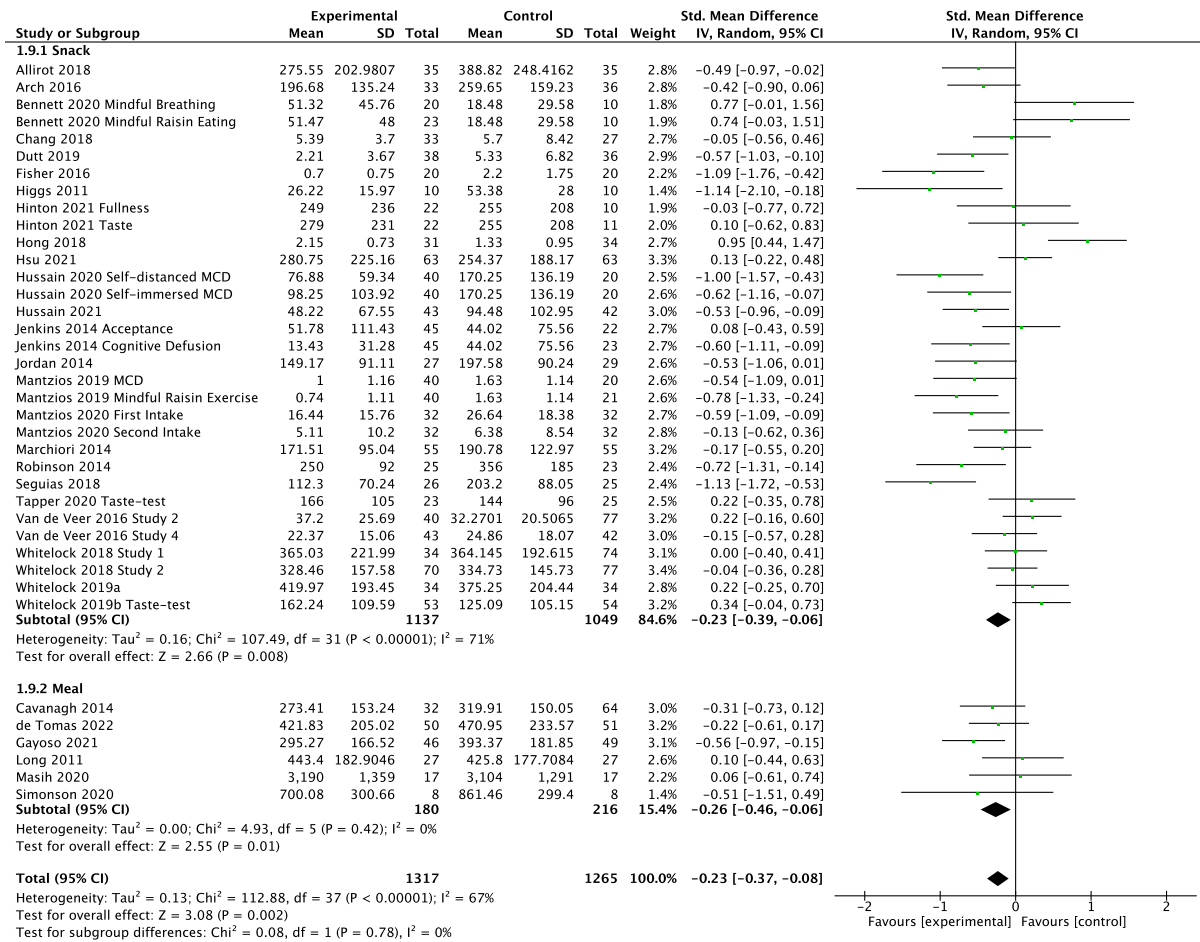 Experimental Control Std. Mean Difference Std. Mean Difference
Study or Subgroup Mean SD Total Mean SD Total Weight IV, Random, 95% CI IV, Random, 95% CI
1.9.1 Snack
Allirot 2018 275.55 202.9807 35 388.82 248.4162 35 2.8% -0.49 [-0.97, -0.02]
Arch 2016 196.68 135.24 33 259.65 159.23 36 2.8% -0.42 [-0.90, 0.06]
Bennett 2020 Mindful Breathing 51.32 45.76 20 18.48 29.58 10 1.8% 0.77 [-0.01, 1.56]
Bennett 2020 Mindful Raisin Eating 51.47 48 23 18.48 29.58 10 1.9% 0.74 [-0.03, 1.51]
Chang 2018 5.39 3.7 33 5.7 8.42 27 2.6% -0.05 [-0.56, 0.46]
Dutt 2019 2.21 3.67 38 5.33 6.82 36 2.9% -0.57 [-1.03, -0.10]
Fisher 2016 0.7 0.75 20 2.2 1.75 20 2.1% -1.09 [-1.76, -0.42]
Higgs 2011 26.22 15.97 10 53.38 28 10 1.4% -1.14 [-2.10, -0.18]
Hinton 2021 Fullness 249 236 22 255 208 10 1.9% -0.03 [-0.77, 0.72]
Hinton 2021 Taste 279 231 22 255 208 11 2.0% 0.10 [-0.62, 0.83]
Hong 2018 2.15 0.73 31 1.33 0.95 34 2.7% 0.95 [0.44, 1.47]
Hsu 2021 280.75 225.16 63 254.37 188.17 63 3.3% 0.13 [-0.22, 0.48]
Hussain 2020 Self-distanced MCD 76.88 59.34 40 170.25 136.19 20 2.5% -1.00 [-1.57, -0.43]
Hussain 2020 Self-immersed MCD 98.25 103.92 40 170.25 136.19 20 2.6% -0.62 [-1.16, -0.07]
Hussain 2021 48.22 67.55 43 94.48 102.95 42 3.0% -0.53 [-0.96, -0.09]
Jenkins 2014 Acceptance 51.78 111.43 45 44.02 75.56 22 2.7% 0.08 [-0.43, 0.59]
Jenkins 2014 Cognitive Defusion 13.43 31.28 45 44.02 75.56 23 2.7% -0.60 [-1.11, -0.09]
Jordan 2014 149.17 91.11 27 197.58 90.24 29 2.6% -0.53 [-1.06, 0.01]
Mantzios 2019 MCD 1 1.16 40 1.63 1.14 20 2.6% -0.54 [-1.09, 0.01]
Mantzios 2019 Mindful Raisin Exercise 0.74 1.11 40 1.63 1.14 21 2.6% -0.78 [-1.33, -0.24]
Mantzios 2020 First Intake 16.44 15.76 32 26.64 18.38 32 2.7% -0.59 [-1.09, -0.09]
Mantzios 2020 Second Intake 5.11 10.2 32 6.38 8.54 32 2.8% -0.13 [-0.62, 0.36]
Marchiori 2014 171.51 95.04 55 190.78 122.97 55 3.2% -0.17 [-0.55, 0.20]
Robinson 2014 250 92 25 356 185 23 2.4% -0.72 [-1.31, -0.14]
Seguias 2018 112.3 70.24 26 203.2 88.05 25 2.4% -1.13 [-1.72, -0.53]
Tapper 2020 Taste-test 166 105 23 144 96 25 2.5% 0.22 [-0.35, 0.78]
Van de Veer 2016 Study 2 37.2 25.69 40 32.2701 20.5065 77 3.2% 0.22 [-0.16, 0.60]
Van de Veer 2016 Study 4 22.37 15.06 43 24.86 18.07 42 3.0% -0.15 [-0.57, 0.28]
Whitelock 2018 Study 1 365.03 221.99 34 364.145 192.615 74 3.1% 0.00 [-0.40, 0.41]
Whitelock 2018 Study 2 328.46 157.58 70 334.73 145.73 77 3.5% -0.04 [-0.36, 0.28]
Whitelock 2019a 419.97 193.45 34 375.25 204.44 34 2.8% 0.22 [-0.25, 0.70]
Whitelock 2019b Taste-test 162.24 109.59 53 125.09 105.15 54 3.2% 0.34 [-0.04, 0.73]
Subtotal (95% CI) 1137 1049 84.6% -0.23 [-0.39, -0.06]
Heterogeneity: Tau² = 0.16; Chi² = 107.49, df = 31 (P < 0.00001); I² = 71%
Test for overall effect: Z = 2.66 (P = 0.008)
1.9.2 Meal
Cavanagh 2014 273.41 153.24 32 319.91 150.05 64 3.0% -0.31 [-0.73, 0.12]
de Tomas 2022 421.83 205.02 50 470.95 233.57 51 3.2% -0.22 [-0.61, 0.17]
Gayoso 2021 295.27 166.52 46 393.37 181.85 49 3.1% -0.56 [-0.97, -0.15]
Long 2011 443.4 182.9046 27 425.8 177.7084 27 2.6% 0.10 [-0.44, 0.63]
Masih 2020 3,190 1,359 17 3,104 1,291 17 2.2% 0.06 [-0.61, 0.74]
Simonson 2020 700.08 300.66 8 861.46 299.4 8 1.4% -0.51 [-1.51, 0.49]
Subtotal (95% CI) 180 216 15.4% -0.26 [-0.46, -0.06]
Heterogeneity: Tau² = 0.00; Chi² = 4.93, df = 5 (P = 0.42); I² = 0%
Test for overall effect: Z = 2.55 (P = 0.01)
Total (95% CI) 1317 1265 100.0% -0.23 [-0.37, -0.08]
Heterogeneity: Tau² = 0.13; Chi² = 112.88, df = 37 (P < 0.00001); I² = 67%
Test for overall effect: Z = 3.08 (P = 0.002)
Test for subgroup differences: Chi² = 0.08, df = 1 (P = 0.78), I² = 0%
-2 -1 0 1 2
Favours [experimental] Favours [control]